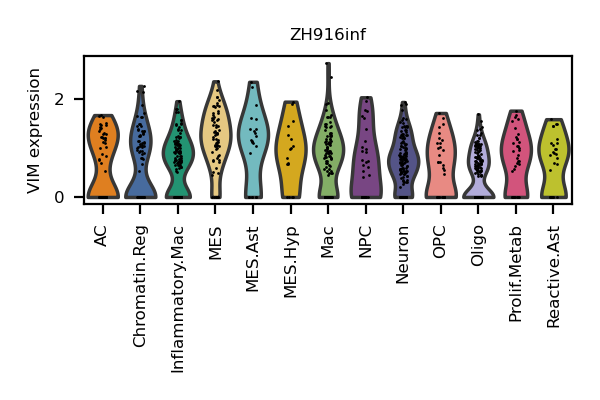 ZH916inf
VIM expression
2
0
AC
Chromatin.Reg
Inflammatory.Mac
MES
MES.Ast
MES.Hyp
Mac
NPC
Neuron
OPC
Oligo
Prolif.Metab
Reactive.Ast